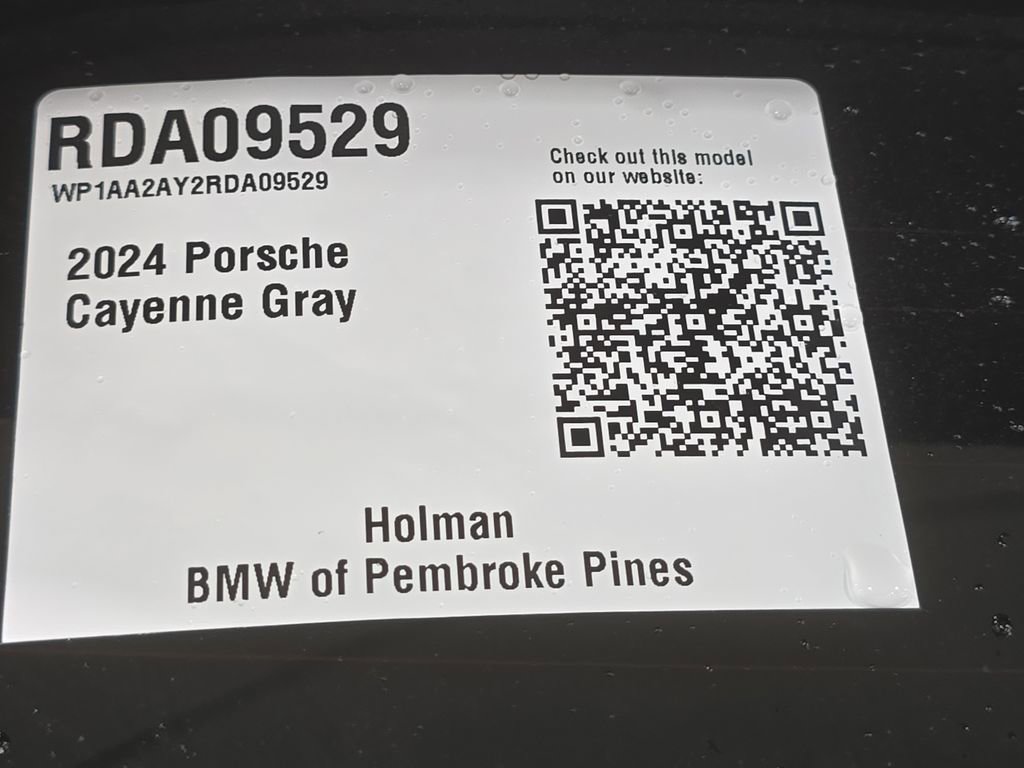 RDA09529
WP1AA2AY2RDA09529
2024 Porsche
Cayenne Gray
Check out this model
on our website:
Holman
BMW of Pembroke Pines